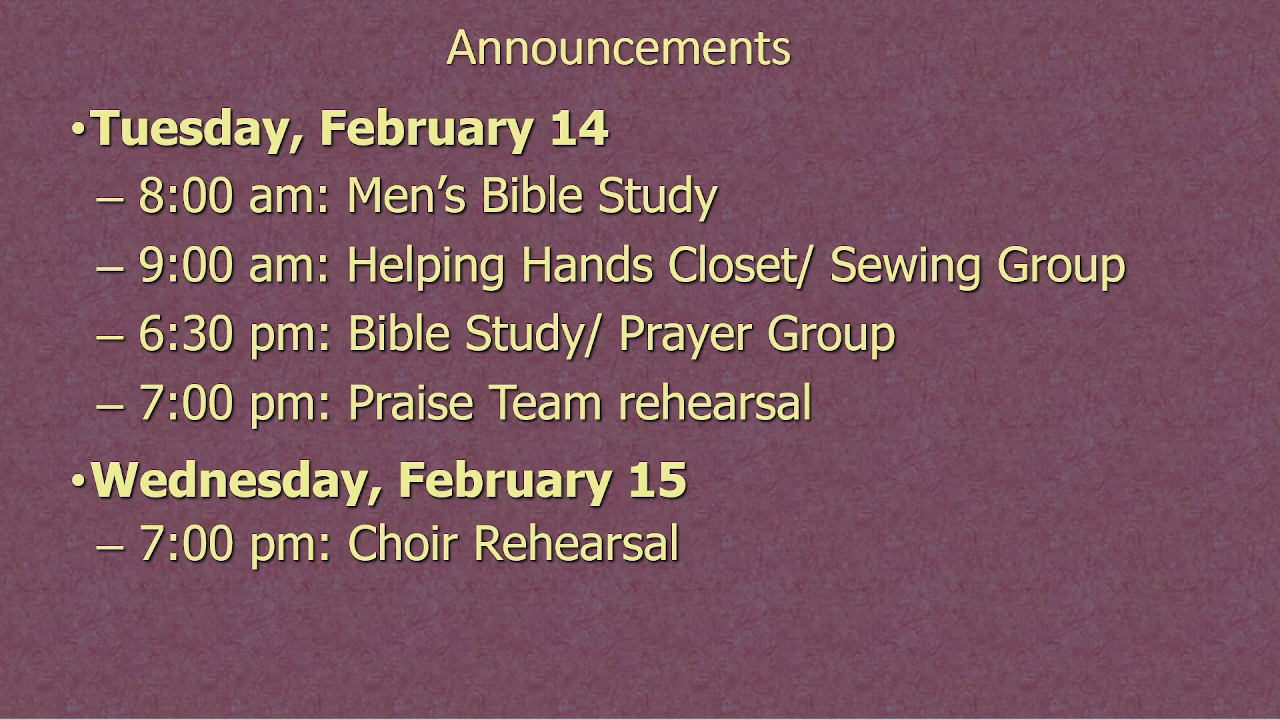 Announcements
•Tuesday, February 14
– 8:00 am: Men’s Bible Study
– 9:00 am: Helping Hands Closet/ Sewing Group
– 6:30 pm: Bible Study/ Prayer Group
– 7:00 pm: Praise Team rehearsal
•Wednesday, February 15
– 7:00 pm: Choir Rehearsal